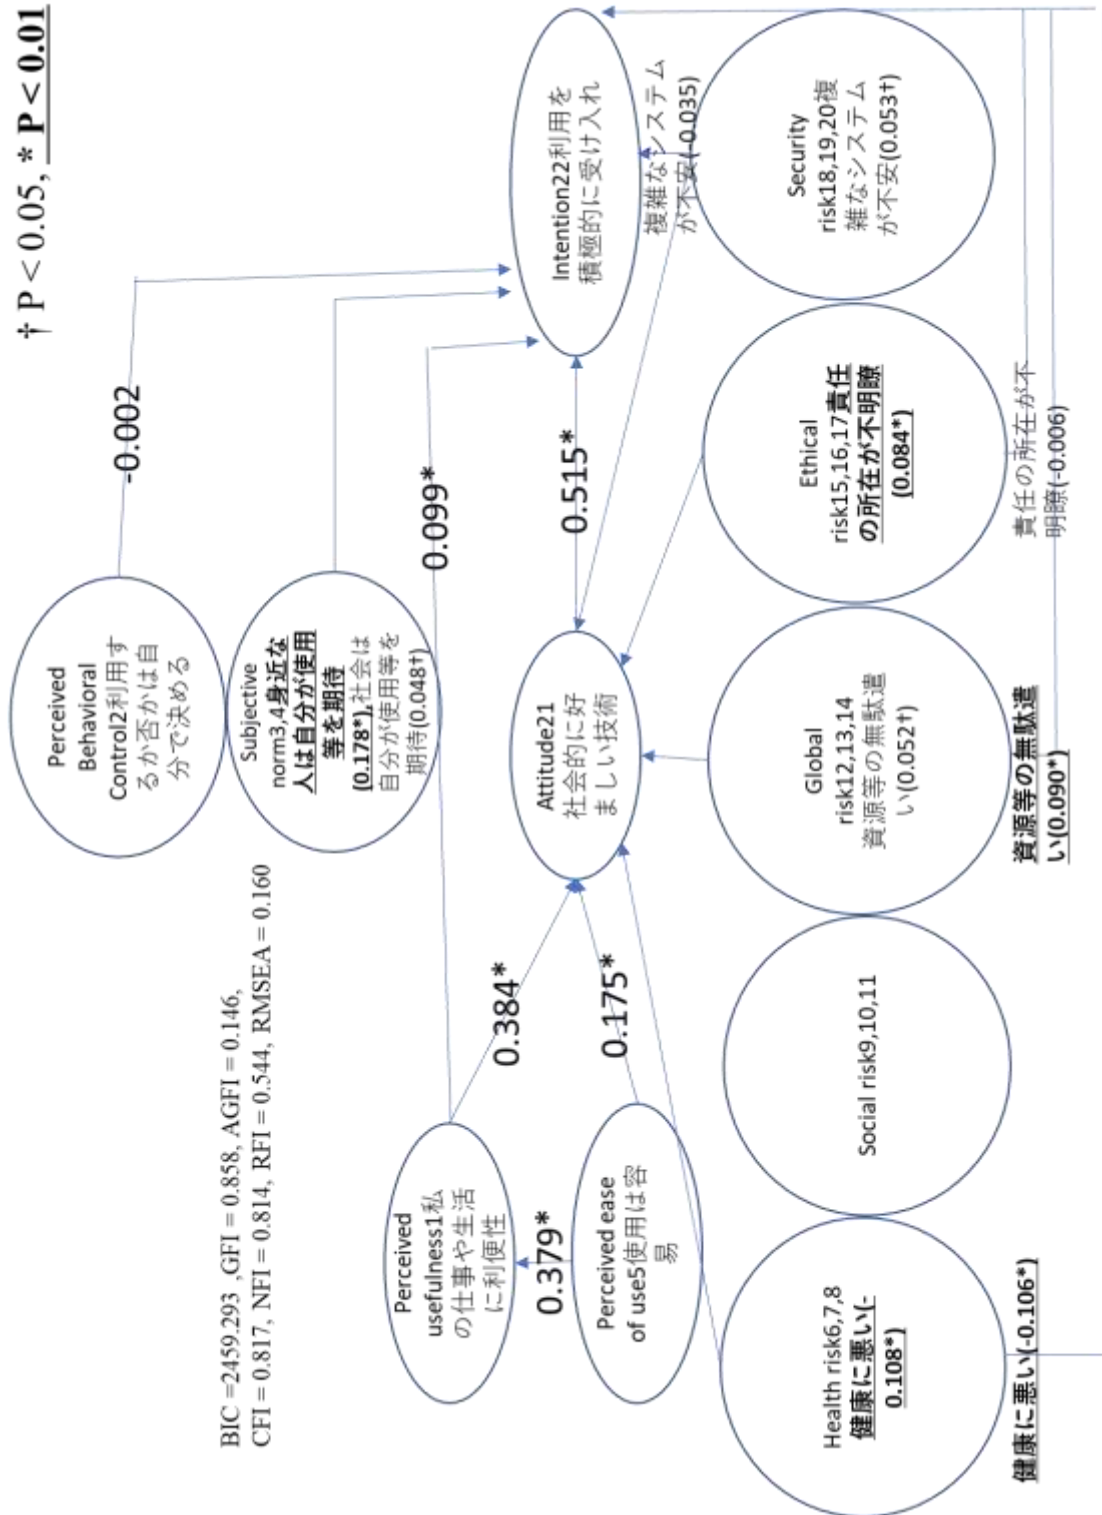 † P < 0.05, * P < 0.01
BIC =2459.293 ,GFI = 0.858, AGFI = 0.146,
CFI = 0.817, NFI = 0.814, RFI = 0.544, RMSEA = 0.160
Perceived
Behavioral
Control2利用す
るか否かは自
分で決める
-0.002
Subjective
norm3,4身近な
人は自分が使用
等を期待
(0.178*),社会は
自分が使用等を
期待(0.048†)
0.099*
Perceived
usefulness1私
の仕事や生活
に利便性
0.384*
0.379*
Perceived ease
of use5使用は容
易
0.175*
Attitude21
社会的に好
ましい技術
0.515*
Intention22利用を
積極的に受け入れ
複雑なシステム
が不安(-0.035)
Health risk6,7,8
健康に悪い(-
0.108*)
Social risk9,10,11
Global
risk12,13,14
資源等の無駄遣
い(0.052†)
Ethical
risk15,16,17責任
の所在が不明瞭
(0.084*)
Security
risk18,19,20複
雑なシステム
が不安(0.053†)
健康に悪い(-0.106*)
資源等の無駄遣
い(0.090*)
責任の所在が不
明瞭(-0.006)